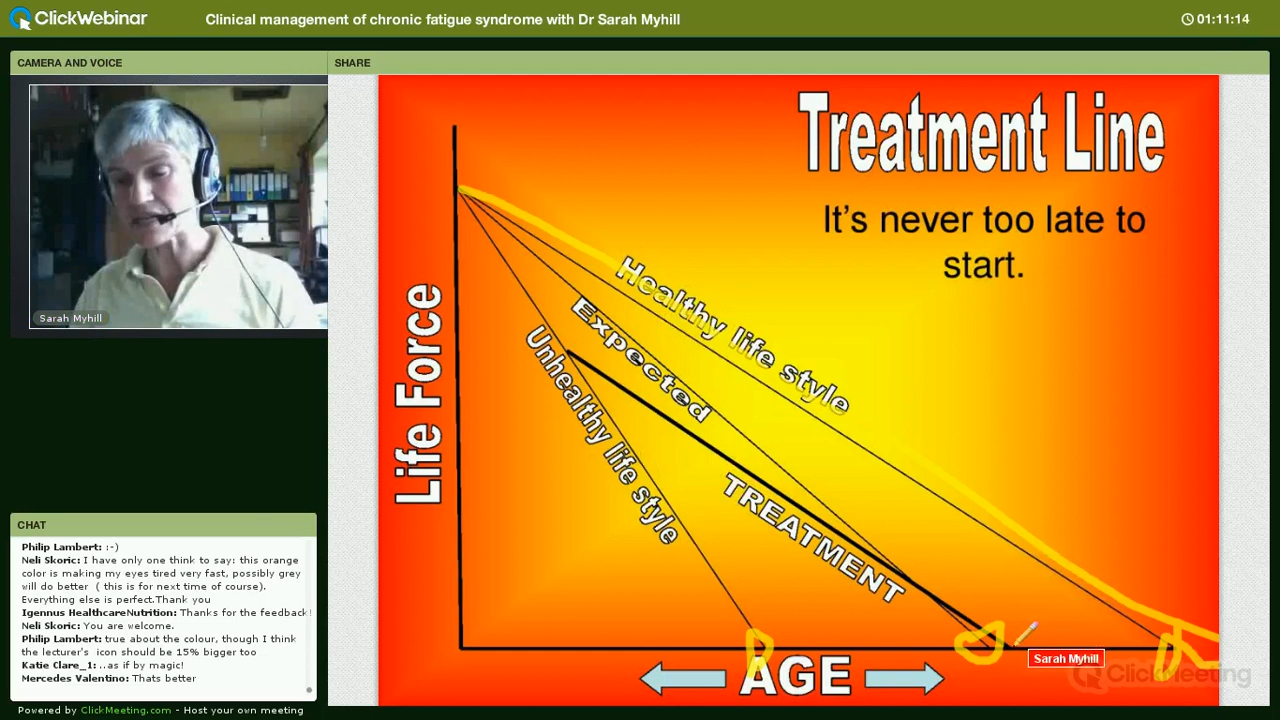 ClickWebinar
Clinical management of chronic fatigue syndrome with Dr Sarah Myhill
01:11:14
CAMERA AND VOICE
Sarah Myhill
SHARE
Treatment Line
It's never too late to
start.
Life Force
Healthy life style
Expected
Unhealthy life style
TREATMENT
AGE
Sarah Myhill
ClickMeeting
CHAT
Philip Lambert: :-)
Neli Skoric: I have only one think to say: this orange
color is making my eyes tired very fast, possibly grey
will do better ( this is for next time of course).
Everything else is perfect.Thank you
Igennus HealthcareNutrition: Thanks for the feedback!
Neli Skoric: You are welcome.
Philip Lambert: true about the colour, though I think
the lecturer's icon should be 15% bigger too
Katie Clare_1: ..as if by magic!
Mercedes Valentino: Thats better
Powered by ClickMeeting.com - Host your own meeting